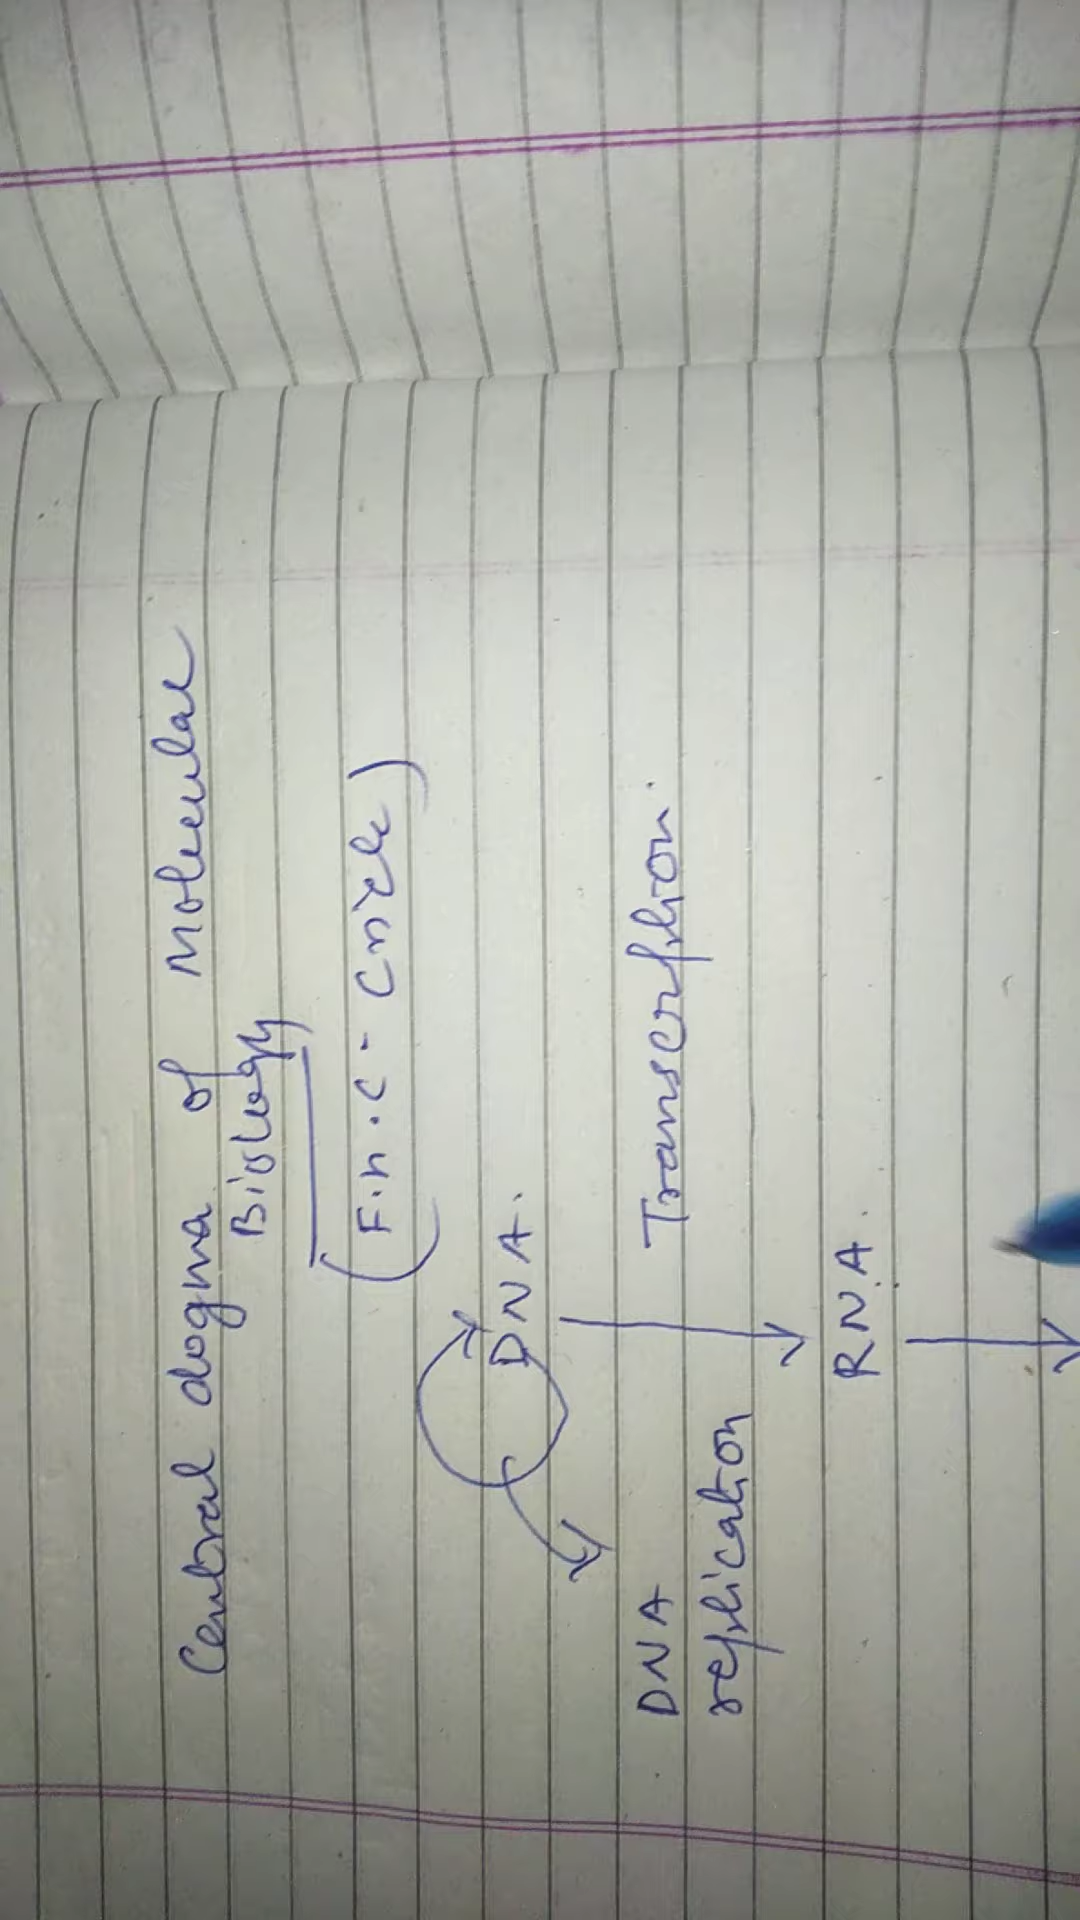 Central dogma of Molecular
Biology
(F.H.C - Crick)
DNA.
Transcription.
DNA
replication
RNA.